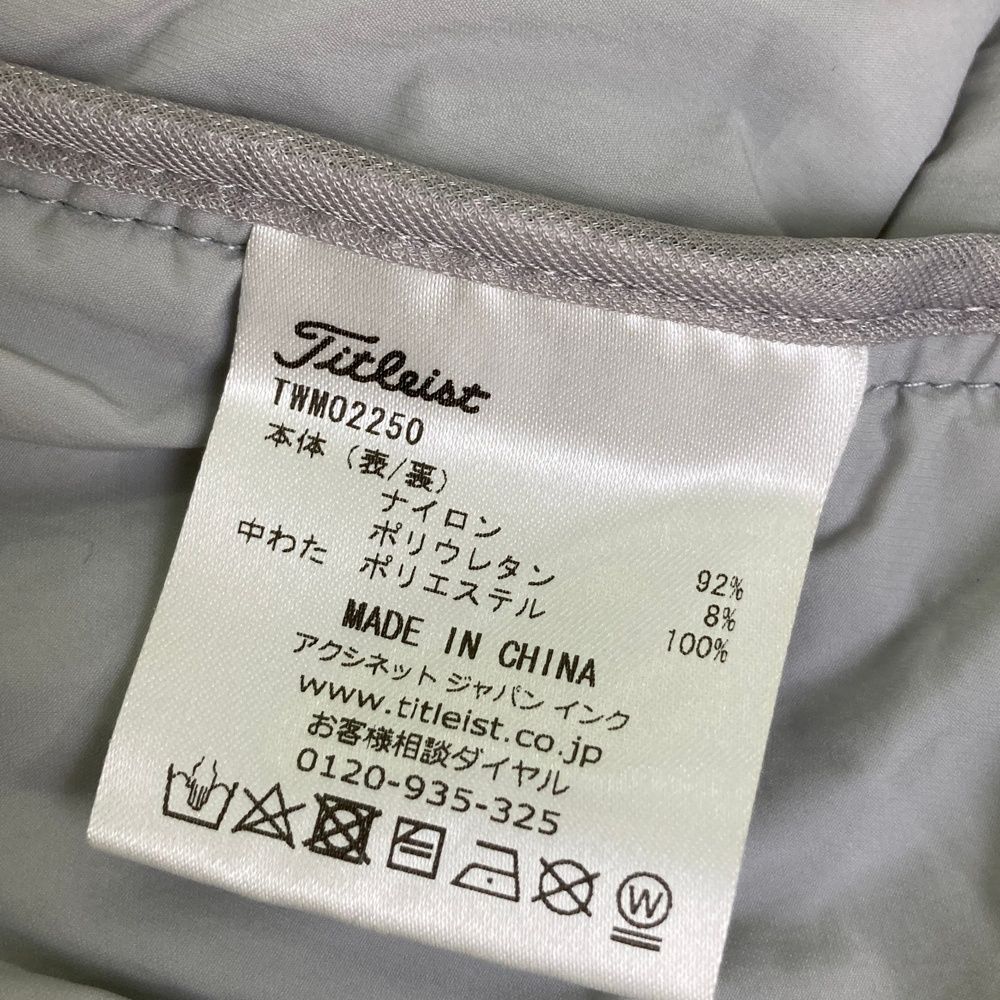 Titleist
TWMO2250
本体（表/裏）
ナイロン 92%
ポリウレタン 8%
中わた ポリエステル 100%
MADE IN CHINA
アクシネット ジャパン インク
www.titleist.co.jp
お客様相談ダイヤル
0120-935-325
W